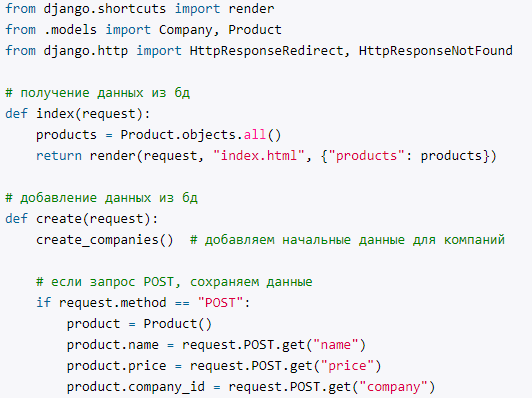 from django.shortcuts import render
from .models import Company, Product
from django.http import HttpResponseRedirect, HttpResponseNotFound

# получение данных из бд
def index(request):
    products = Product.objects.all()
    return render(request, "index.html", {"products": products})

# добавление данных из бд
def create(request):
    create_companies()  # добавляем начальные данные для компаний

    # если запрос POST, сохраняем данные
    if request.method == "POST":
        product = Product()
        product.name = request.POST.get("name")
        product.price = request.POST.get("price")
        product.company_id = request.POST.get("company")